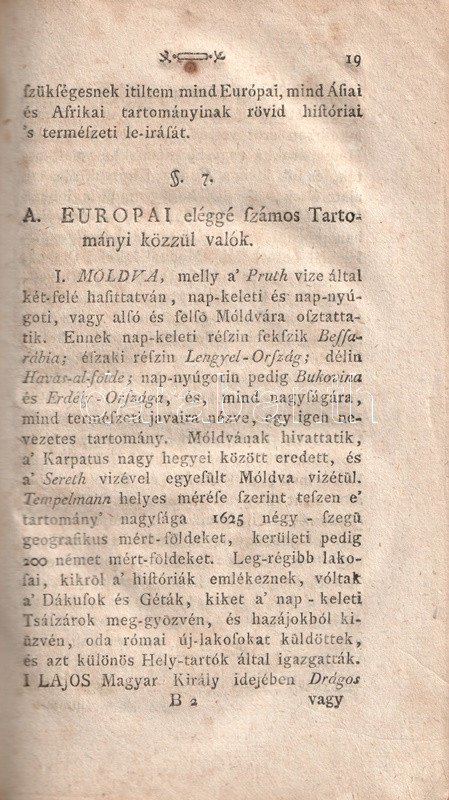 19
szükſégesnek itiltem mind Európai, mind Áſiai
és Afrikai tartományinak rövid hiſtóriai
's terméſzeti le-iráſát.
§. 7.
A. EUROPAI eléggé ſzámos Tarto-
mányi közzül valók.
I. MÓLDVA, melly a' Pruth vize által
két-felé haſittatván, nap-keleti és nap-nyú-
goti, vagy alſó és felſö Móldvára oſztatta-
tik. Ennek nap-keleti réſzin fekſzik Beſſa-
rábia; éſzaki réſzin Lengyel-Orſzág; délin
Havas-al-földe; nap-nyúgotin pedig Bukovina
és Erdély-Orſzága, és, mind nagyſágára,
mind terméſzeti javaira nézve, egy igen ne-
vezetes tartomány. Móldvának hivattatik,
a' Karpatus nagy hegyei között eredett, és
a' Sereth vizével egyeſült Móldva vizétül.
Tempelmann helyes méréſe ſzerint teſzen e'
tartomány' nagyſága 1625 négy-ſzegü
geografikus mért-földeket, kerületi pedig
200 német mért-földeket. Leg-régibb lako-
ſai, kikröl a' hiſtóriák emlékeznek, vóltak
a' Dákuſok és Géták, kiket a' nap-keleti
Tsáſzárok meg-gyözvén, és hazájokból ki-
üzvén, oda római új-lakoſokat küldöttek,
és azt különös Hely-tartók által igazgatták.
I LAJOS Magyar Király idejében Drágos
B 2 vagy